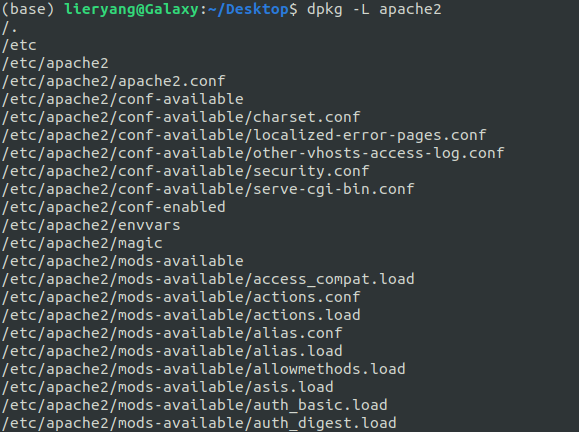 (base) lieryang@Galaxy:~/Desktop$ dpkg -L apache2
/.
/etc
/etc/apache2
/etc/apache2/apache2.conf
/etc/apache2/conf-available
/etc/apache2/conf-available/charset.conf
/etc/apache2/conf-available/localized-error-pages.conf
/etc/apache2/conf-available/other-vhosts-access-log.conf
/etc/apache2/conf-available/security.conf
/etc/apache2/conf-available/serve-cgi-bin.conf
/etc/apache2/conf-enabled
/etc/apache2/envvars
/etc/apache2/magic
/etc/apache2/mods-available
/etc/apache2/mods-available/access_compat.load
/etc/apache2/mods-available/actions.conf
/etc/apache2/mods-available/actions.load
/etc/apache2/mods-available/alias.conf
/etc/apache2/mods-available/alias.load
/etc/apache2/mods-available/allowmethods.load
/etc/apache2/mods-available/asis.load
/etc/apache2/mods-available/auth_basic.load
/etc/apache2/mods-available/auth_digest.load